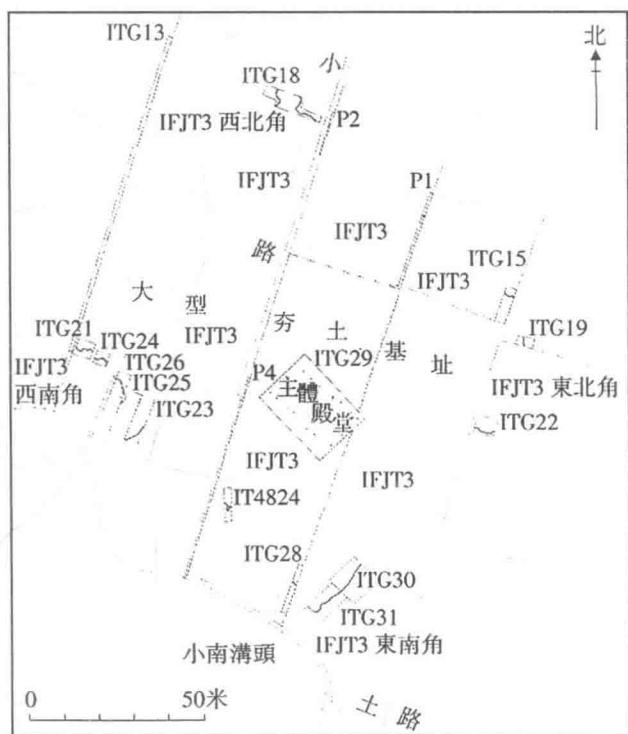 ITG13
北
小
ITG18
P2
IFJT3 西北角
IFJT3
P1
IFJT3
路
IFJT3
ITG15
大 型
ITG21
ITG24
IFJT3
夯 土
ITG19
ITG26
ITG29
基 址
IFJT3
西南角
ITG25
P4
主體
殿堂
IFJT3 東北角
ITG23
ITG22
IFJT3
IFJT3
IT4824
ITG28
ITG30
ITG31
小南溝頭
IFJT3 東南角
0 50米
土 路